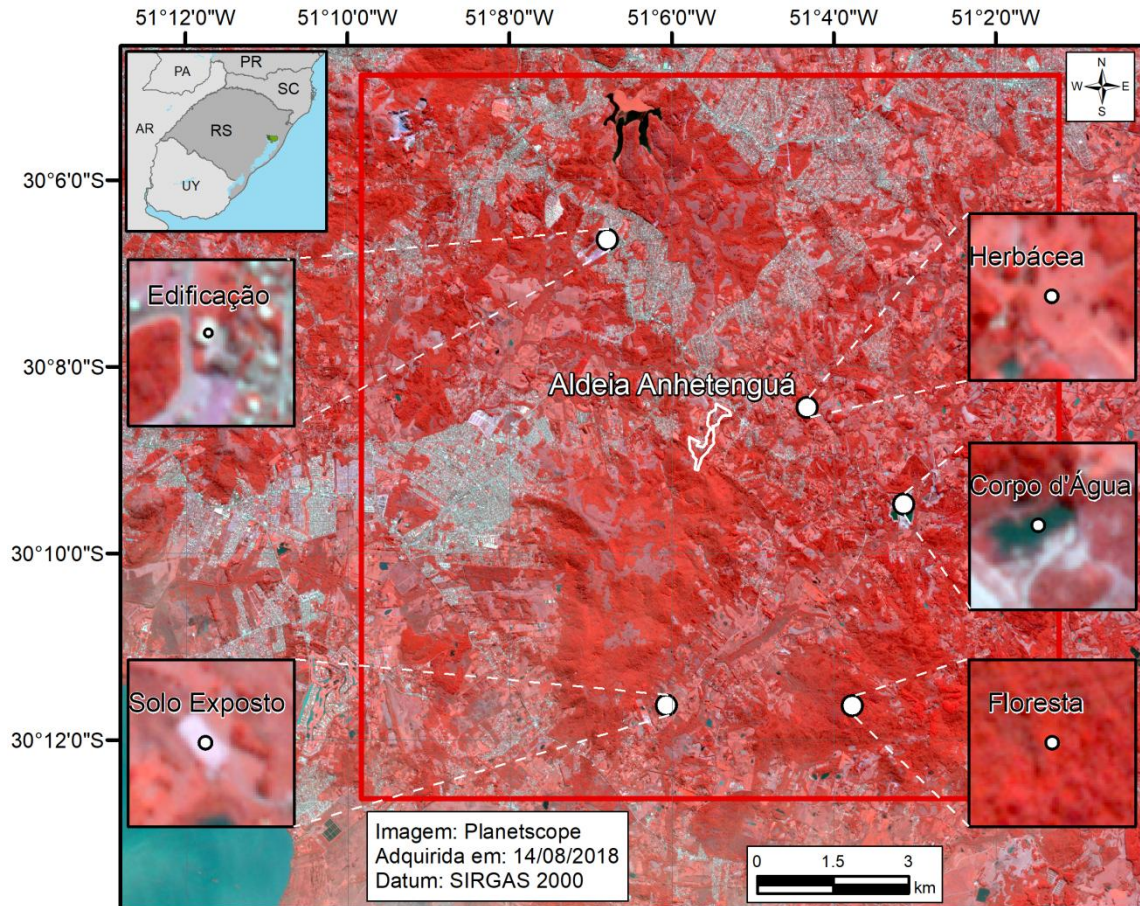 51°12'0"W
51°10'0"W
51°8'0"W
51°6'0"W
51°4'0"W
51°2'0"W
PR
PA
SC
AR
RS
UY
N
W
E
S
30°6'0"S
30°8'0"S
30°10'0"S
30°12'0"S
Edificação
Herbácea
Aldeia Anhetenguá
Corpo d'Água
Solo Exposto
Floresta
Imagem: Planetscope
Adquirida em: 14/08/2018
Datum: SIRGAS 2000
0 1.5 3
km